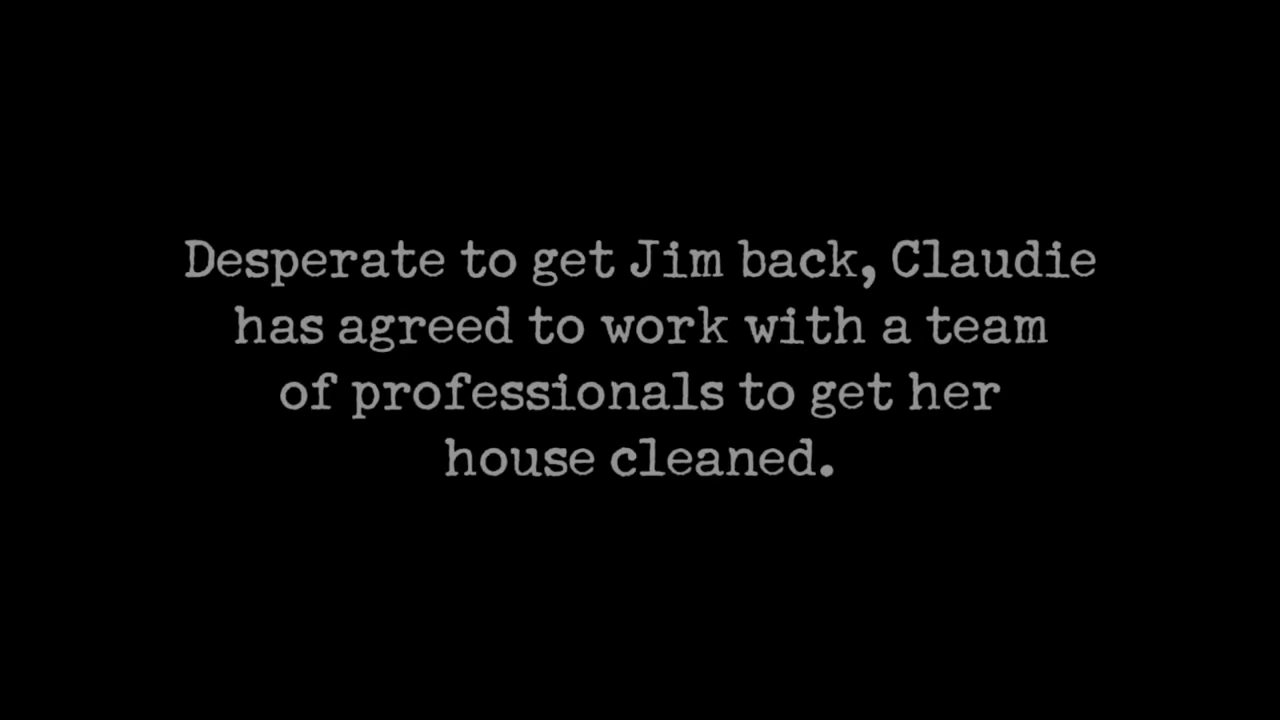 Desperate to get Jim back, Claudie
has agreed to work with a team
of professionals to get her
house cleaned.